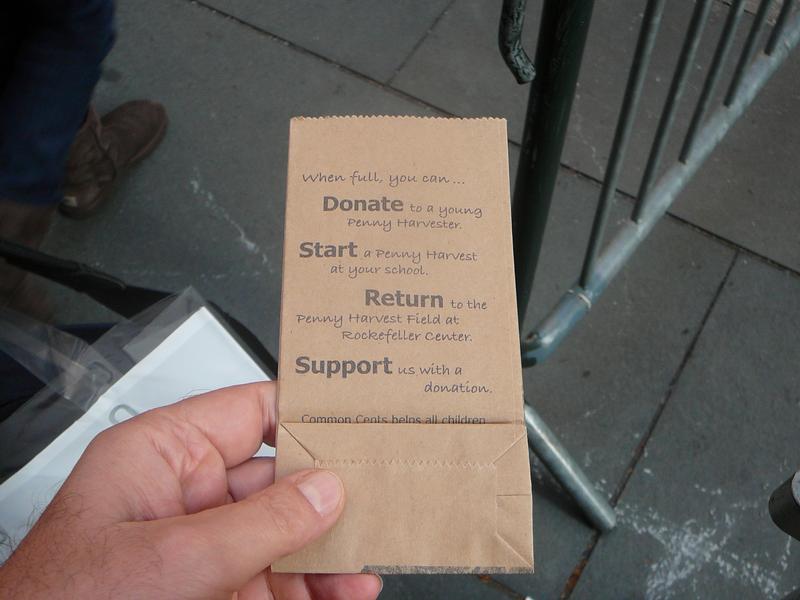 When full, you can...
Donate to a young
Penny Harvester.
Start a Penny Harvest
at your school.
Return to the
Penny Harvest Field at
Rockefeller Center.
Support us with a
donation.
Common Cents helps all children